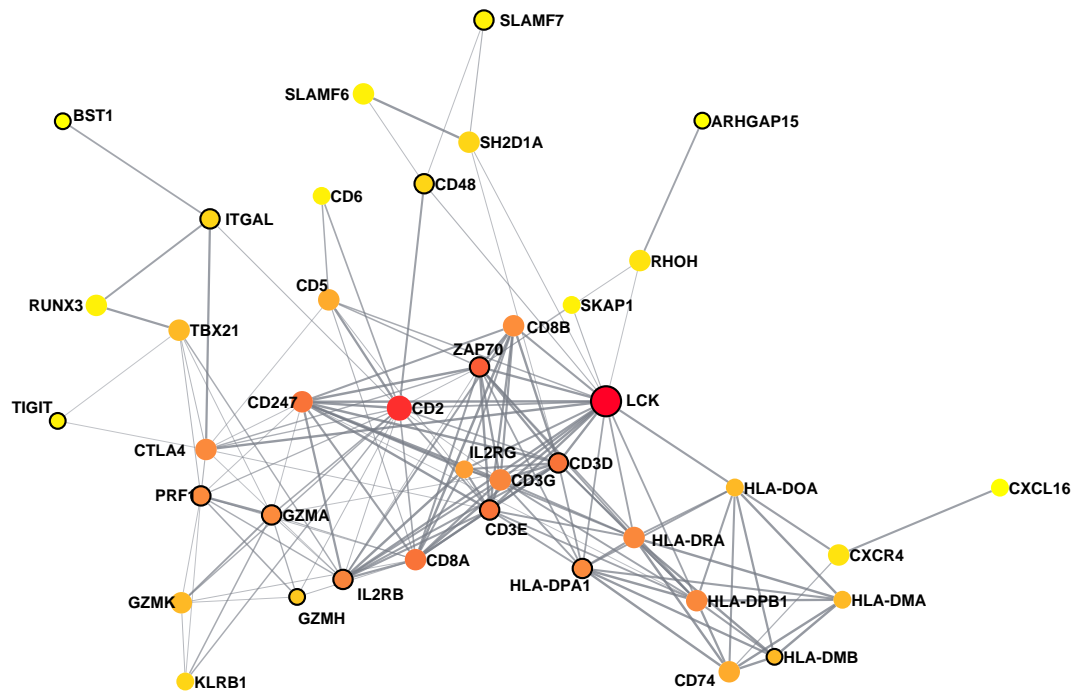 SLAMF7
SLAMF6
BST1
ARHGAP15
SH2D1A
CD48
CD6
ITGAL
RHOH
CD5
RUNX3
SKAP1
TBX21
CD8B
ZAP70
CD247
CD2
LCK
TIGIT
CTLA4
IL2RG
CD3D
CD3G
HLA-DOA
CXCL16
PRF1
GZMA
CD3E
HLA-DRA
CXCR4
CD8A
HLA-DPA1
IL2RB
GZMK
GZMH
HLA-DPB1
HLA-DMA
HLA-DMB
CD74
KLRB1